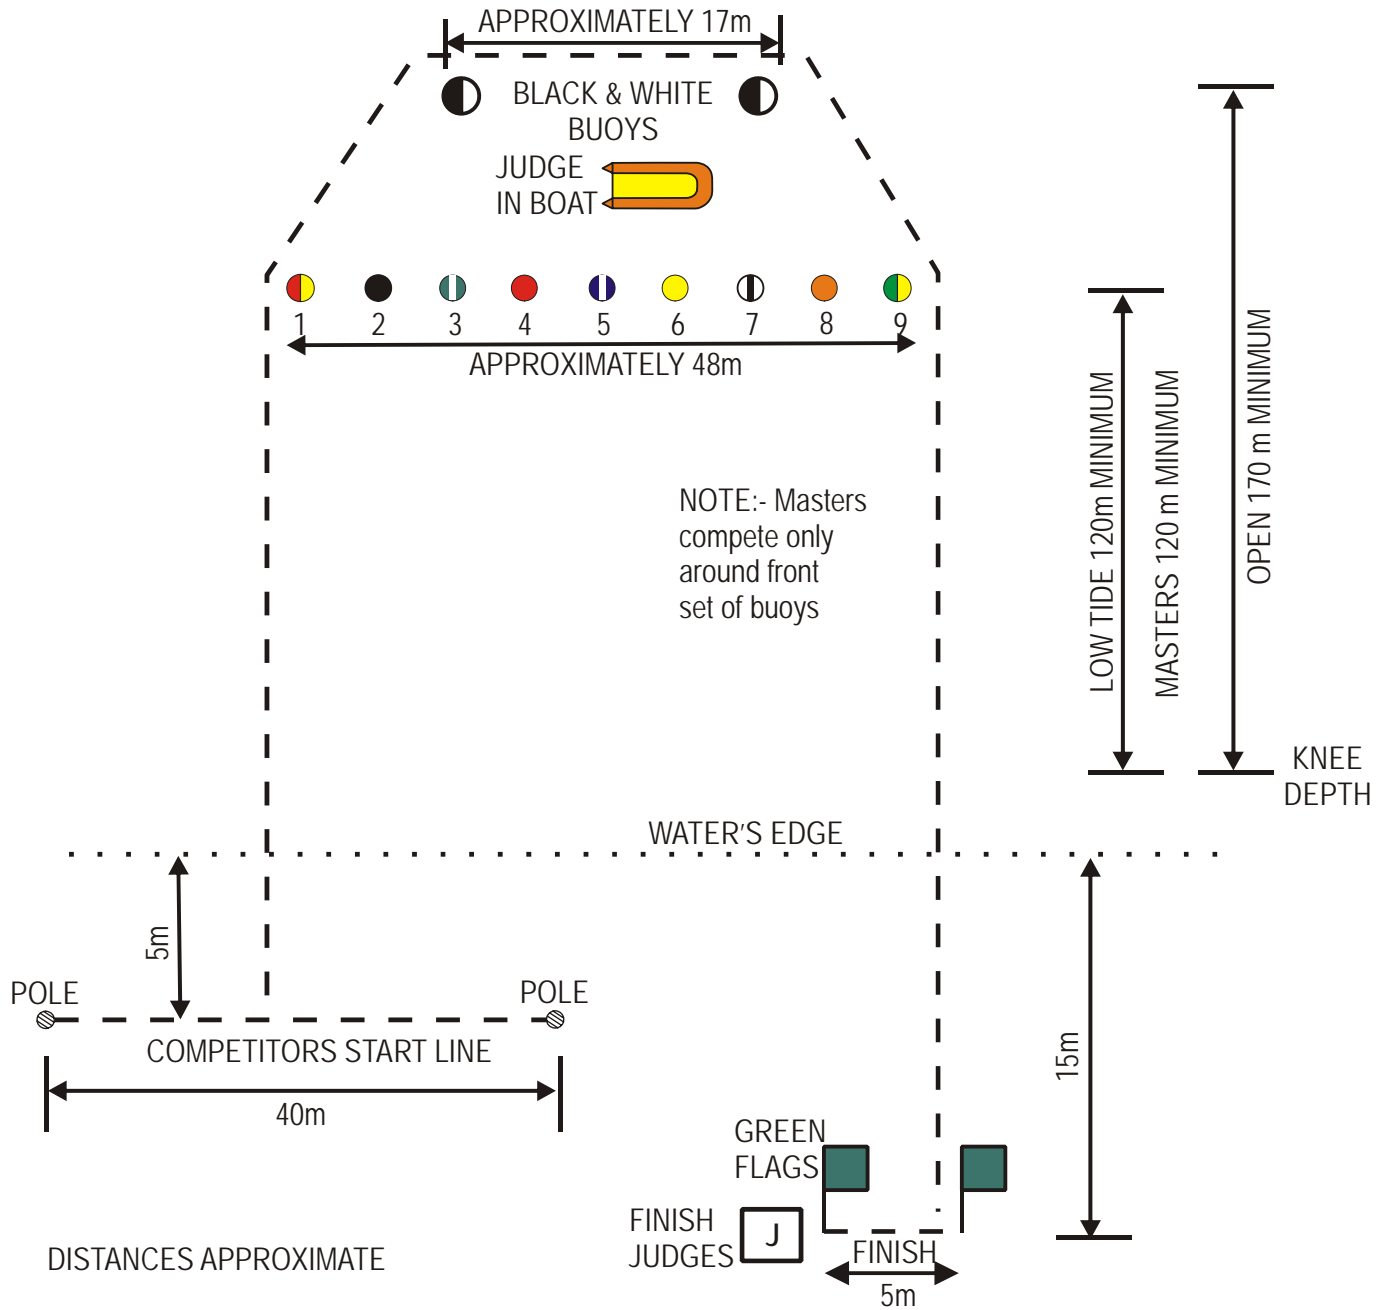 APPROXIMATELY 17m
BLACK & WHITE
BUOYS
JUDGE
IN BOAT
1 2 3 4 5 6 7 8 9
APPROXIMATELY 48m
NOTE:- Masters
compete only
around front
set of buoys
LOW TIDE 120m MINIMUM
MASTERS 120 m MINIMUM
OPEN 170 m MINIMUM
KNEE
DEPTH
WATER'S EDGE
5m
POLE
POLE
COMPETITORS START LINE
40m
15m
GREEN
FLAGS
FINISH
JUDGES
J
FINISH
5m
DISTANCES APPROXIMATE